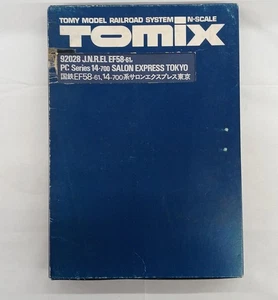 TOMY MODEL RAILROAD SYSTEM N-SCALE
TOMIX
92028 J.N.R.EL EF58-61,
PC Series 14-700 SALON EXPRESS TOKYO
国鉄EF58-61,14-700系サロンエクスプレス東京